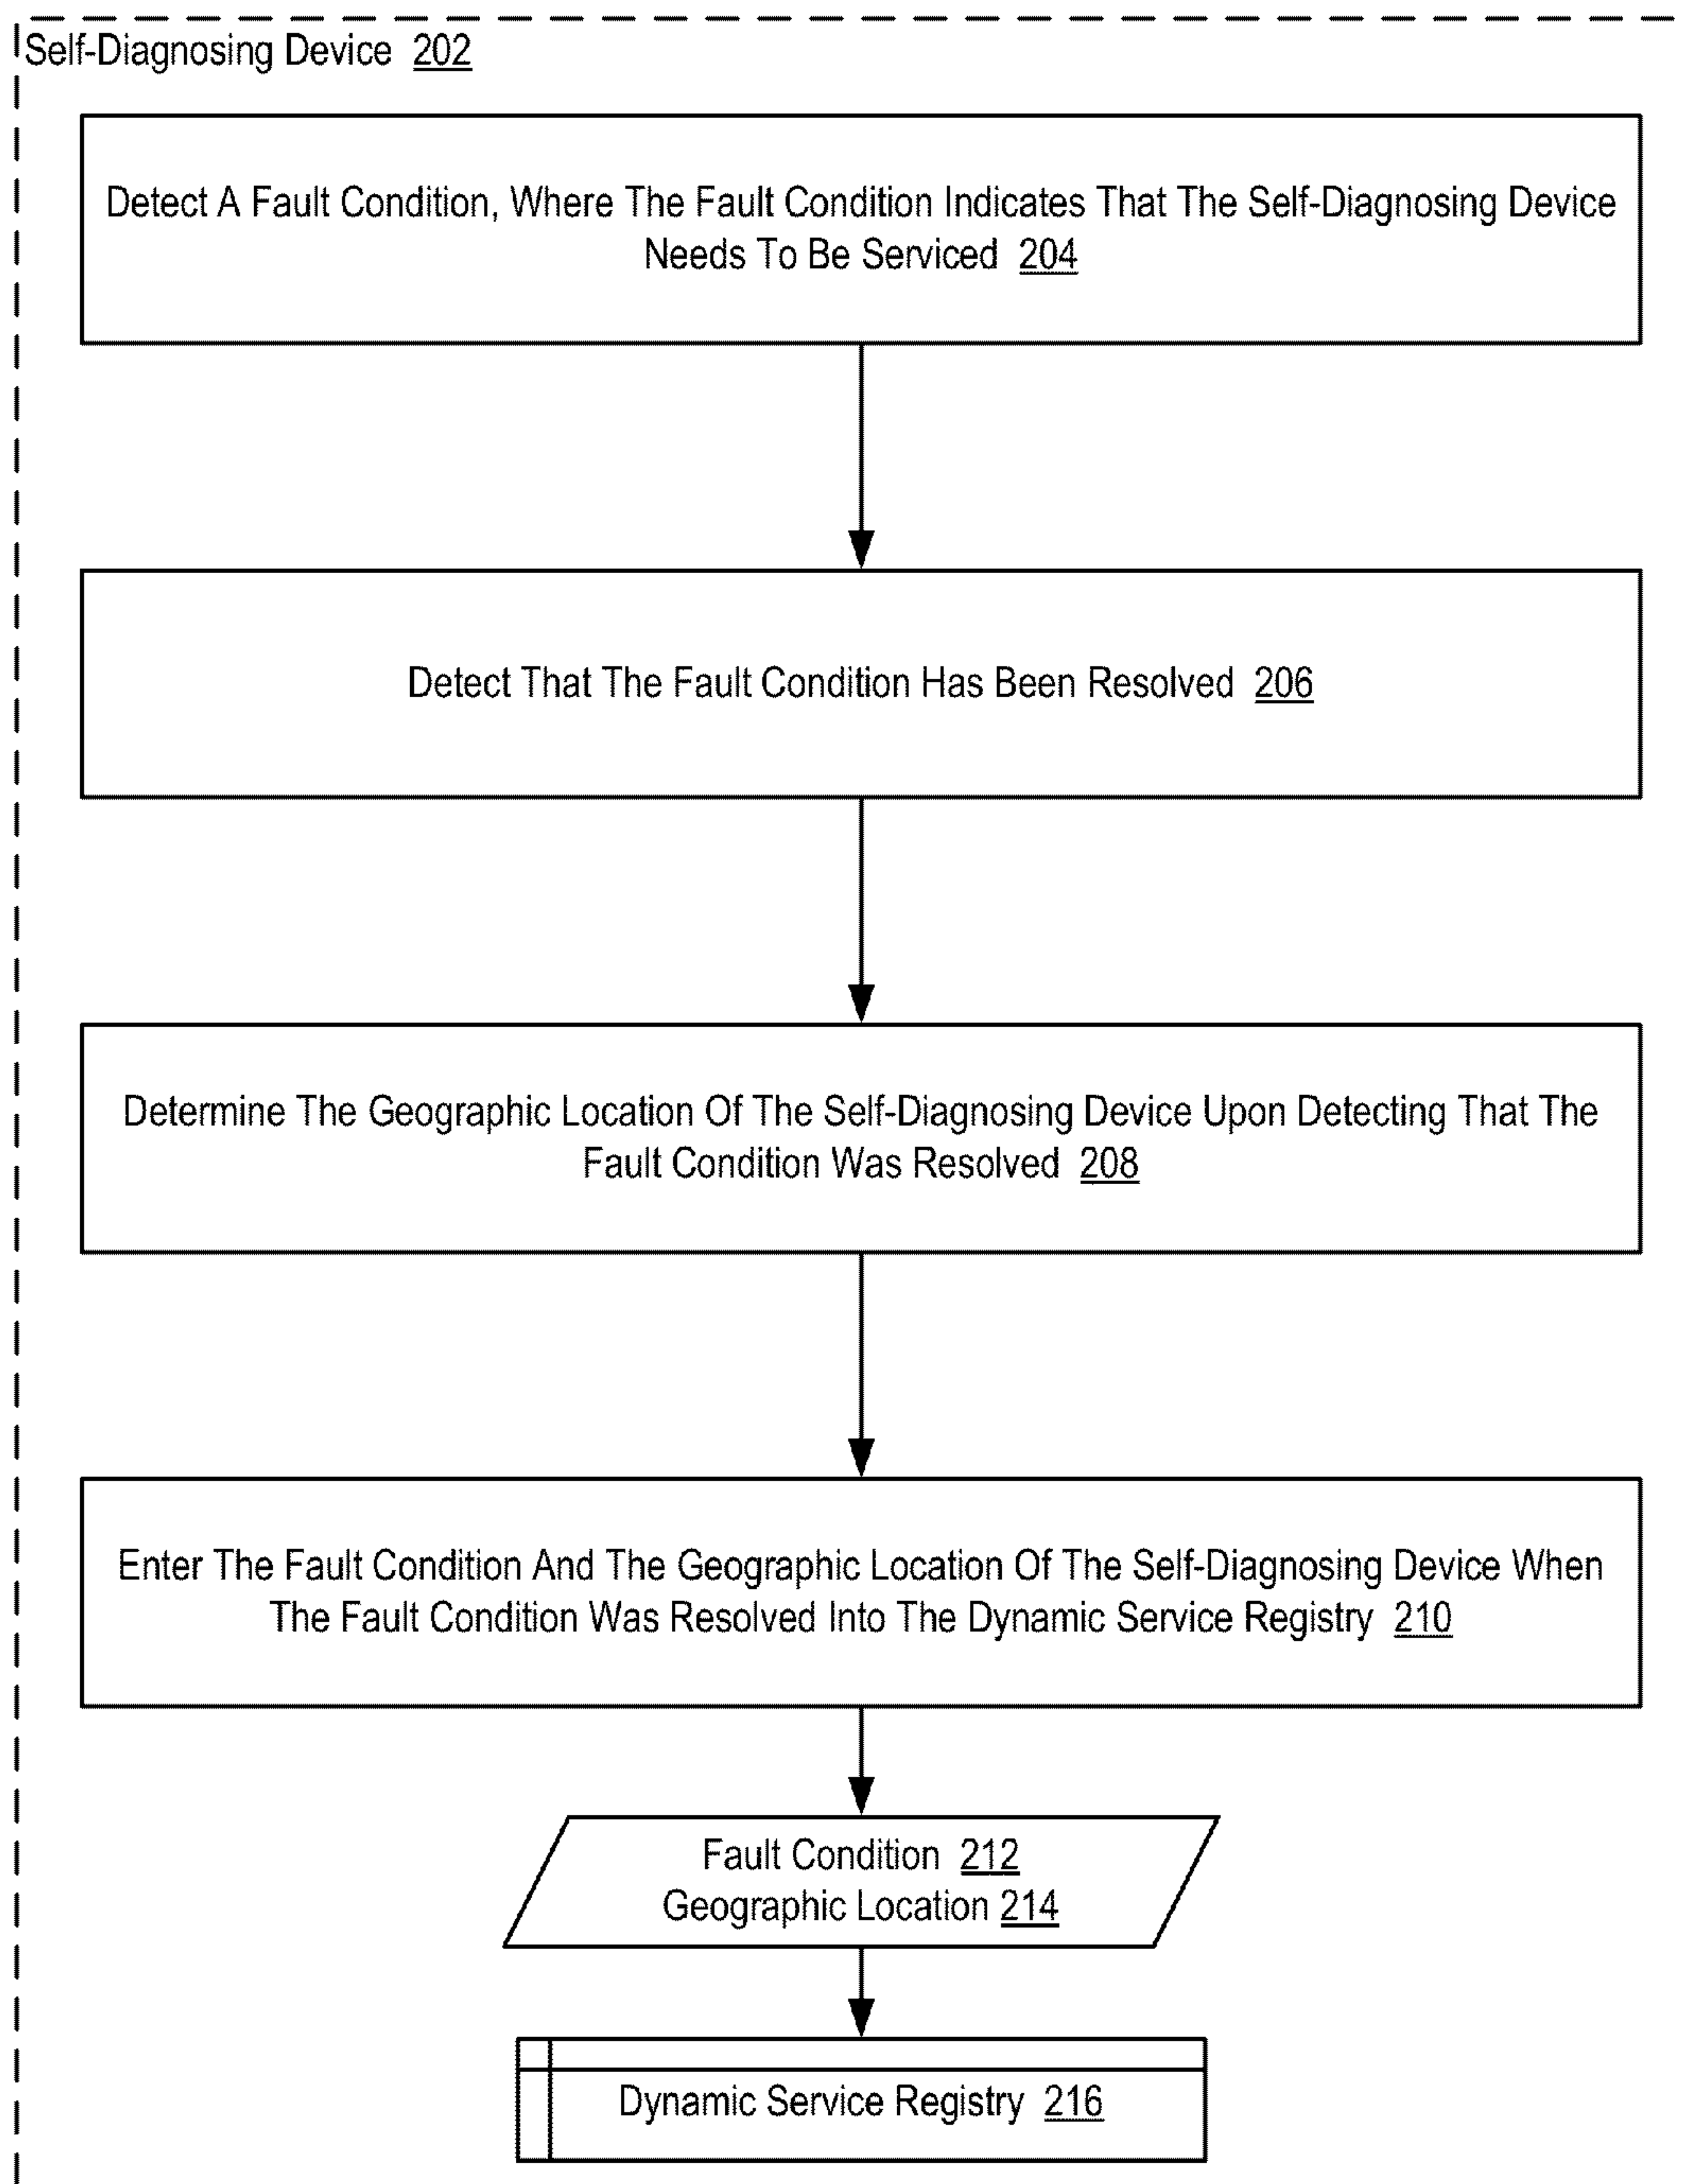 Self-Diagnosing Device 202
Detect A Fault Condition, Where The Fault Condition Indicates That The Self-Diagnosing Device
Needs To Be Serviced 204
Detect That The Fault Condition Has Been Resolved 206
Determine The Geographic Location Of The Self-Diagnosing Device Upon Detecting That The
Fault Condition Was Resolved 208
Enter The Fault Condition And The Geographic Location Of The Self-Diagnosing Device When
The Fault Condition Was Resolved Into The Dynamic Service Registry 210
Fault Condition 212
Geographic Location 214
Dynamic Service Registry 216